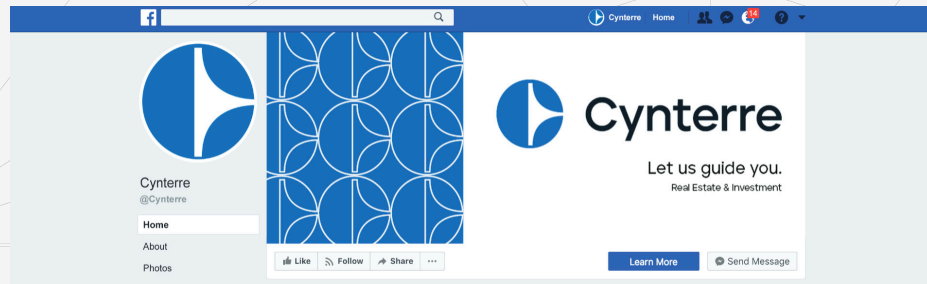 Cynterre
Home
14
Cynterre
@Cynterre
Home
About
Photos
Cynterre
Let us guide you.
Real Estate & Investment
Like
Follow
Share
Learn More
Send Message